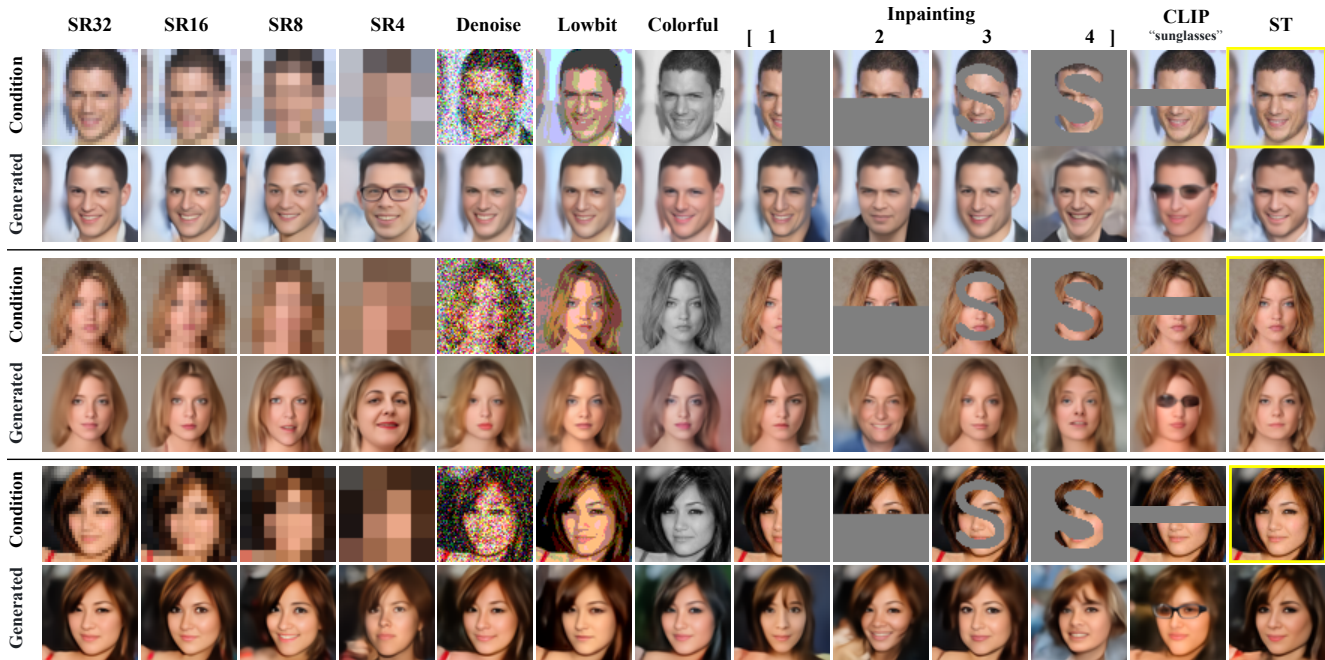 SR32 SR16 SR8 SR4 Denoise Lowbit Colorful Inpainting CLIP ST
[ 1 2 3 4 ] "sunglasses"
Condition
Generated
Condition
Generated
Condition
Generated